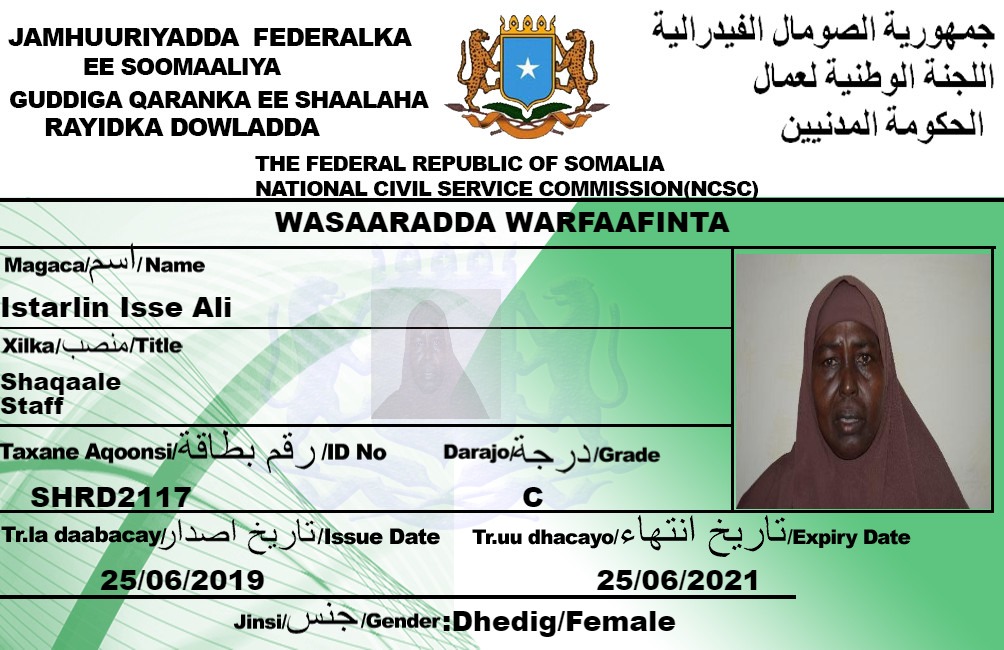 JAMHUURIYADDA FEDERALKA
EE SOOMAALIYA
GUDDIGA QARANKA EE SHAALAHA
RAYIDKA DOWLADDA
جمهورية الصومال الفيدرالية
اللجنة الوطنية لعمال
الحكومة المدنيين
THE FEDERAL REPUBLIC OF SOMALIA
NATIONAL CIVIL SERVICE COMMISSION(NCSC)
WASAARADDA WARFAAFINTA
Magaca/اسم/Name
Istarlin Isse Ali
Xilka/منصب/Title
Shaqaale
Staff
Taxane Aqoonsi/رقم بطاقة/ID No
SHRD2117
Darajo/درجة/Grade
C
Tr.la daabacay/تاريخ اصدار/Issue Date
25/06/2019
Tr.uu dhacayo/تاريخ انتهاء/Expiry Date
25/06/2021
Jinsi/جنس/Gender:Dhedig/Female